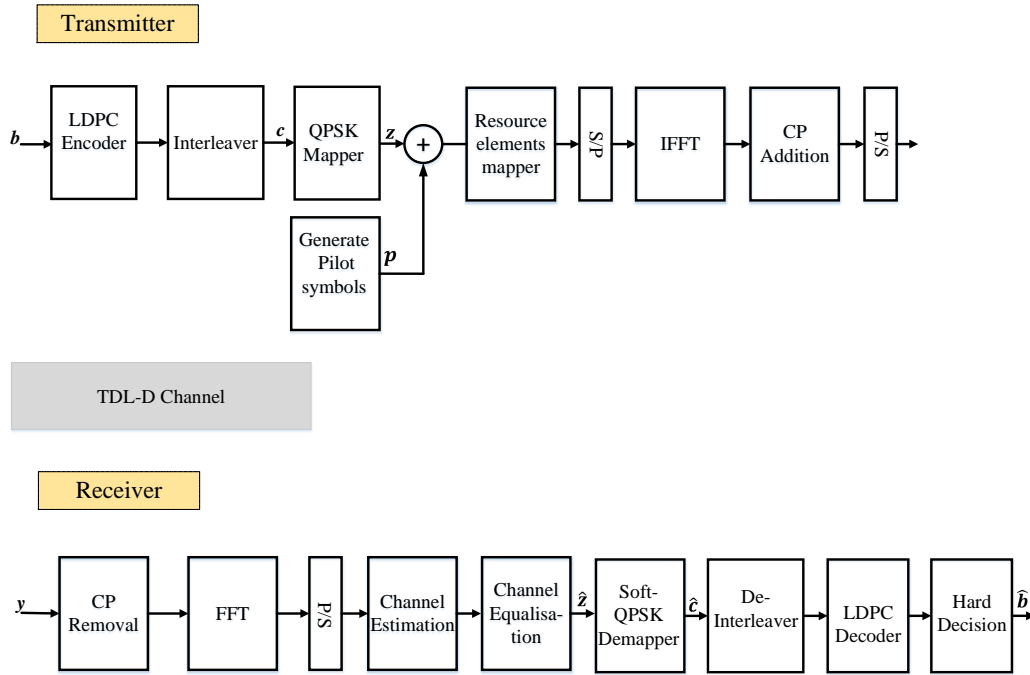 Transmitter
b
LDPC
Encoder
Interleaver
c
QPSK
Mapper
z
+
Resource
elements
mapper
S/P
IFFT
CP
Addition
P/S
Generate
Pilot
symbols
p
TDL-D Channel
Receiver
y
CP
Removal
FFT
P/S
Channel
Estimation
Channel
Equalisa-
tion
ẑ
Soft-
QPSK
Demapper
ĉ
De-
Interleaver
LDPC
Decoder
Hard
Decision
b̂